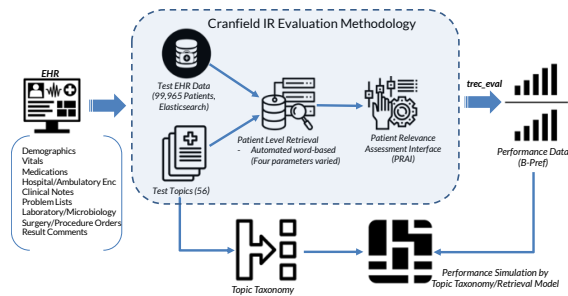 Cranfield IR Evaluation Methodology
EHR
Test EHR Data
(99,965 Patients,
Elasticsearch)
trec_eval
Patient Level Retrieval
- Automated word-based
(Four parameters varied)
Patient Relevance
Assessment Interface
(PRAI)
Performance Data
(B-Pref)
Demographics
Vitals
Medications
Hospital/Ambulatory Enc
Clinical Notes
Problem Lists
Laboratory/Microbiology
Surgery/Procedure Orders
Result Comments
Test Topics (56)
Topic Taxonomy
Performance Simulation by
Topic Taxonomy/Retrieval Model